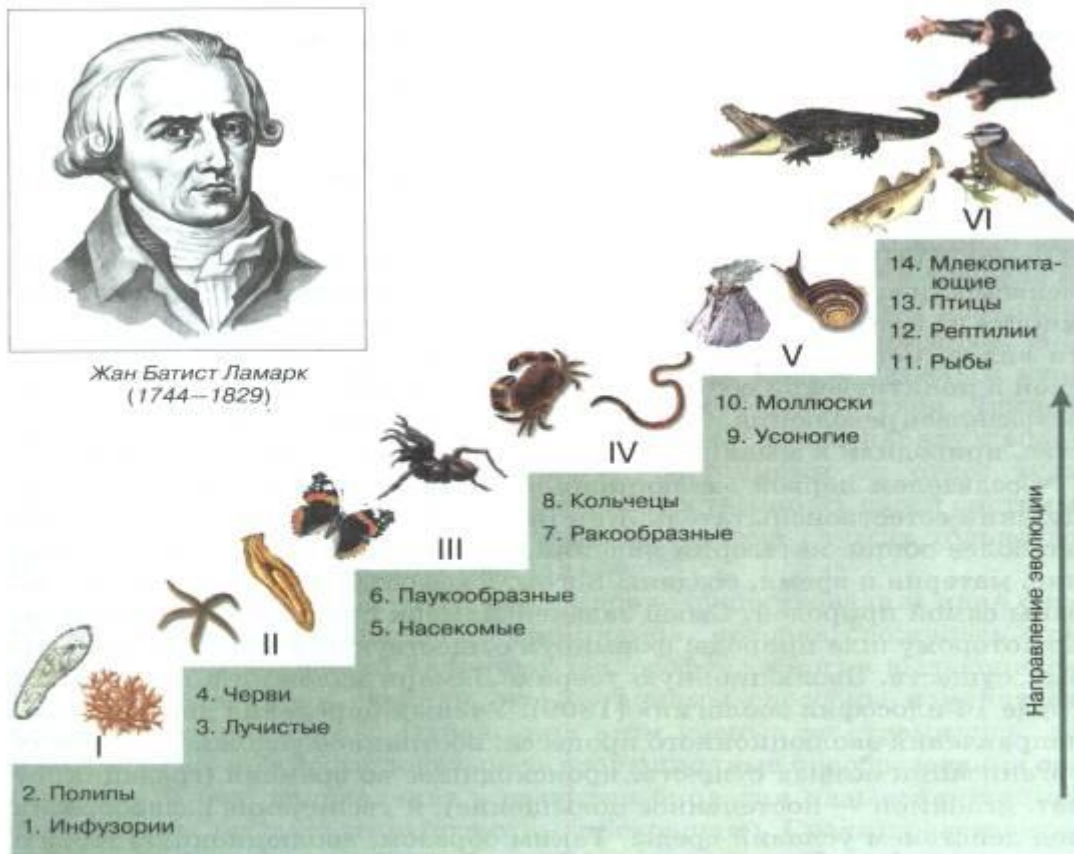 Жан Батист Ламарк
(1744—1829)
VI
14. Млекопита-
ющие
13. Птицы
12. Рептилии
11. Рыбы
V
10. Моллюски
9. Усоногие
IV
8. Кольчецы
7. Ракообразные
III
6. Паукообразные
5. Насекомые
II
4. Черви
3. Лучистые
I
2. Полипы
1. Инфузории
Направление эволюции